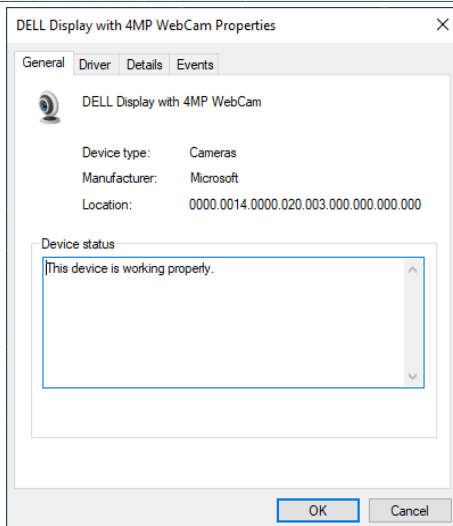 DELL Display with 4MP WebCam Properties
General Driver Details Events
DELL Display with 4MP WebCam
Device type: Cameras
Manufacturer: Microsoft
Location: 0000.0014.0000.020.003.000.000.000.000
Device status
This device is working properly.
OK Cancel